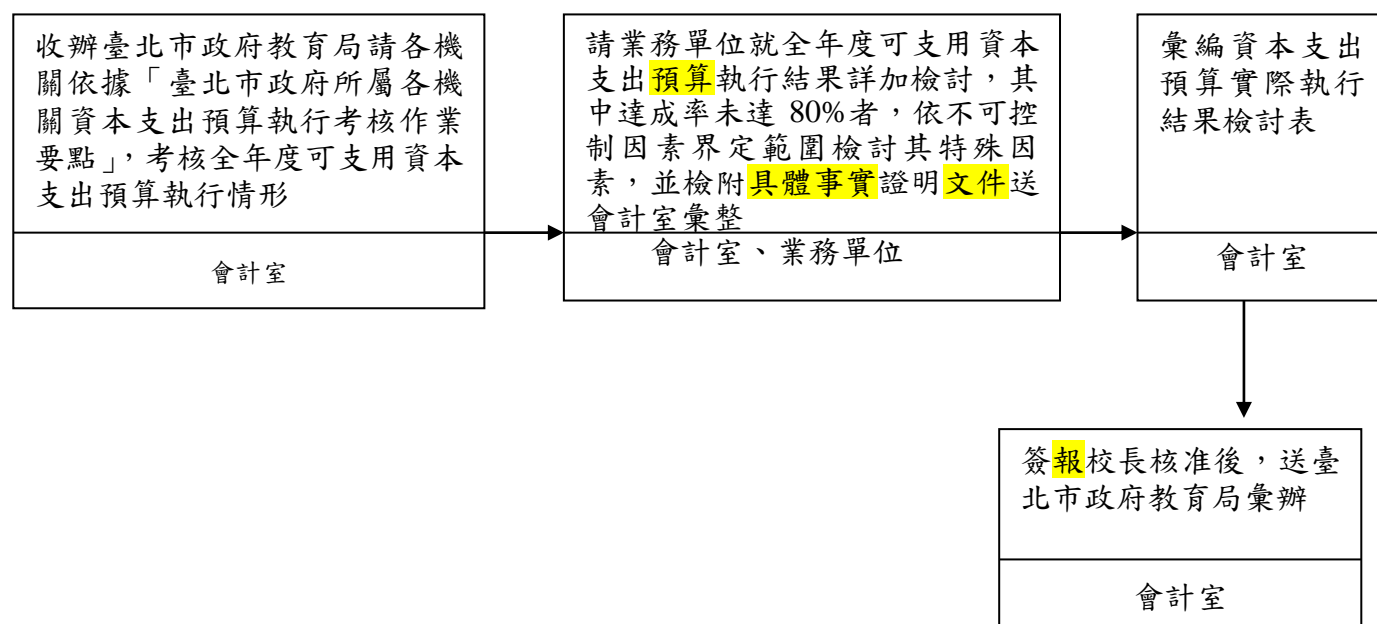 收辦臺北市政府教育局請各機
關依據「臺北市政府所屬各機
關資本支出預算執行考核作業
要點」，考核全年度可支用資本
支出預算執行情形
會計室
請業務單位就全年度可支用資本
支出預算執行結果詳加檢討，其
中達成率未達 80%者，依不可控
制因素界定範圍檢討其特殊因
素，並檢附具體事實證明文件送
會計室彙整
會計室、業務單位
彙編資本支出
預算實際執行
結果檢討表
會計室
簽報校長核准後，送臺
北市政府教育局彙辦
會計室